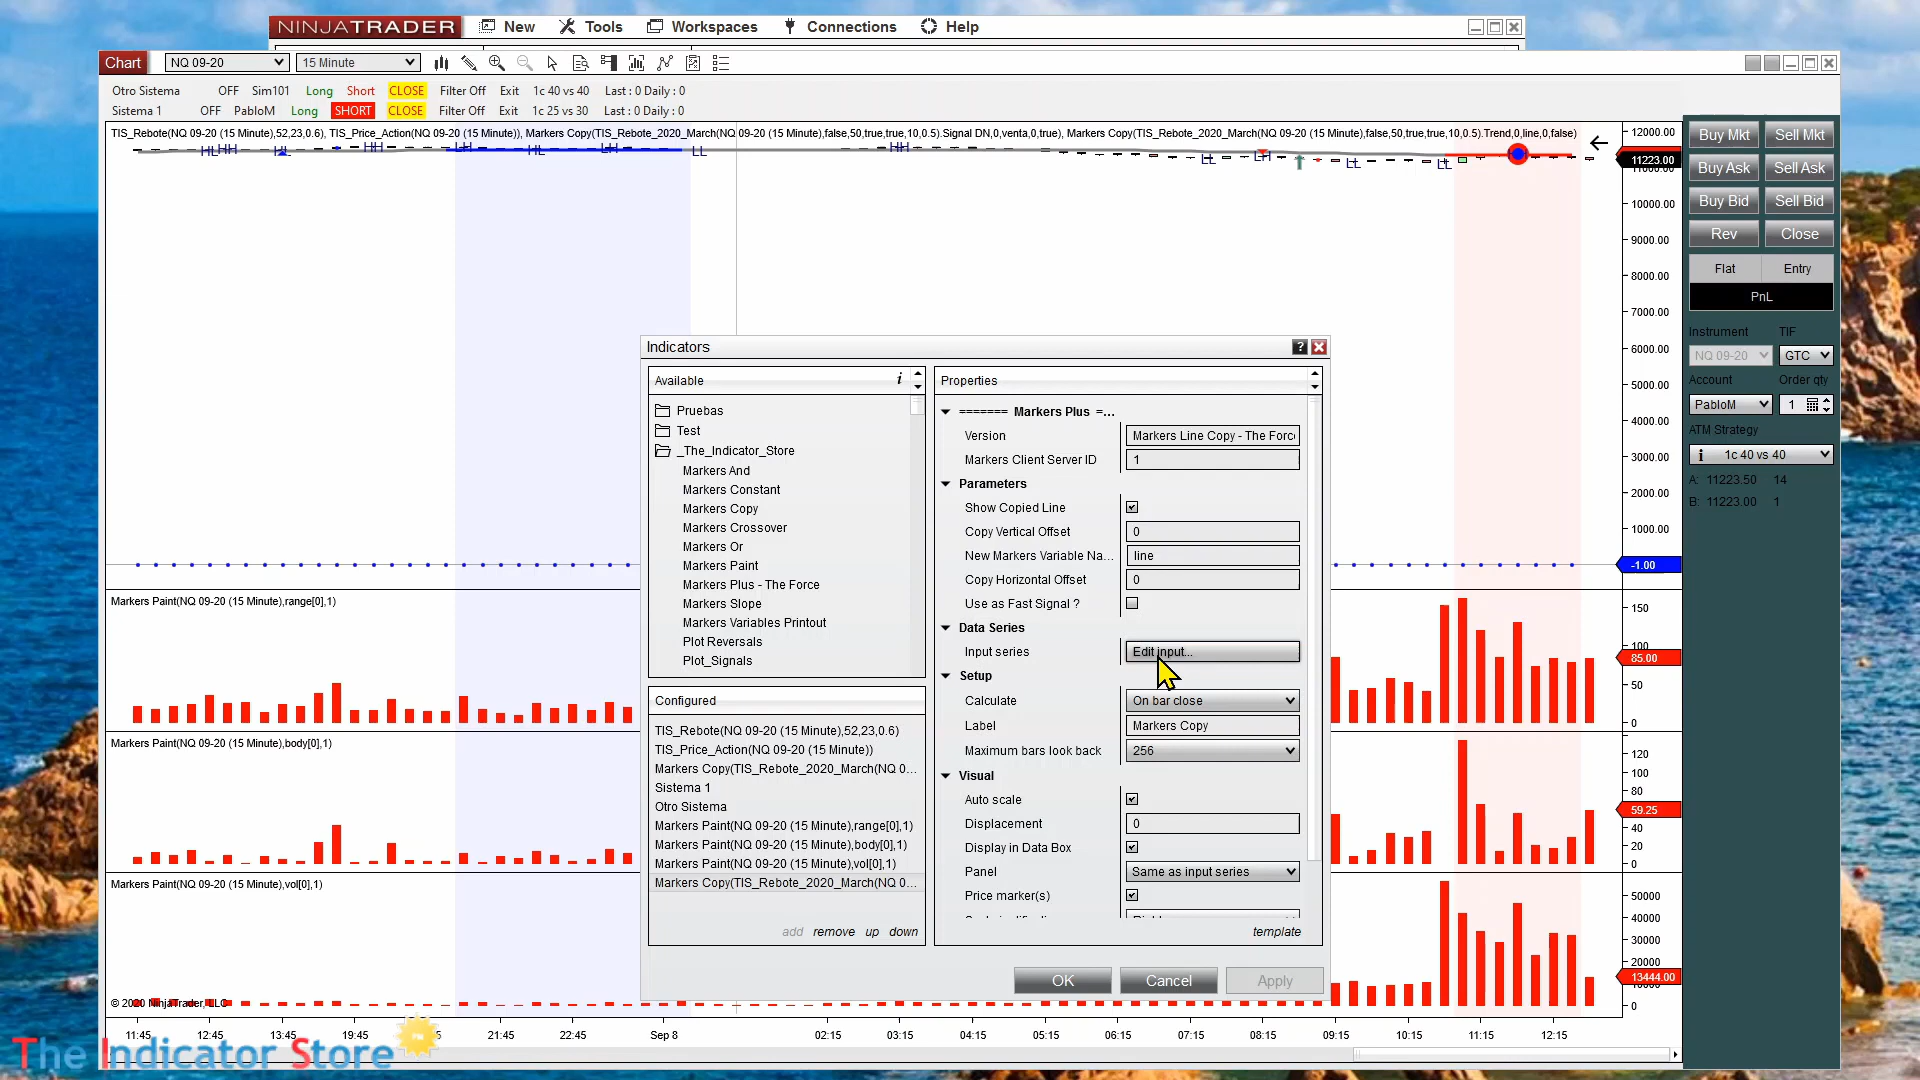 NINJATRADER New Tools Workspaces Connections Help
Chart NQ 09-20 15 Minute
Otro Sistema OFF Sim101 Long Short CLOSE Filter Off Exit 1c 40 vs 40 Last : 0 Daily : 0
Sistema 1 OFF PabloM Long SHORT CLOSE Filter Off Exit 1c 25 vs 30 Last : 0 Daily : 0
TIS_Rebote(NQ 09-20 (15 Minute),52,23,0.6), TIS_Price_Action(NQ 09-20 (15 Minute)), Markers Copy(TIS_Rebote_2020_March(NQ 09-20 (15 Minute),false,50,true,true,10,0.5).Signal DN,0,venta,0,true), Markers Copy(TIS_Rebote_2020_March(NQ 09-20 (15 Minute),false,50,true,true,10,0.5).Trend,0,line,0,false)
HL HH HH HH HL HH LL HH LL LH LL LL
12000.00
11223.00
11000.00
10000.00
9000.00
8000.00
7000.00
6000.00
5000.00
4000.00
3000.00
2000.00
1000.00
-1.00
Buy Mkt Sell Mkt
Buy Ask Sell Ask
Buy Bid Sell Bid
Rev Close
Flat Entry
PnL
Instrument TIF
NQ 09-20 GTC
Account Order qty
PabloM 1
ATM Strategy
i 1c 40 vs 40
A: 11223.50 14
B: 11223.00 1
Indicators ?
Available i
Pruebas
Test
_The_Indicator_Store
Markers And
Markers Constant
Markers Copy
Markers Crossover
Markers Or
Markers Paint
Markers Plus - The Force
Markers Slope
Markers Variables Printout
Plot Reversals
Plot_Signals
Configured
TIS_Rebote(NQ 09-20 (15 Minute),52,23,0.6)
TIS_Price_Action(NQ 09-20 (15 Minute))
Markers Copy(TIS_Rebote_2020_March(NQ 0...
Sistema 1
Otro Sistema
Markers Paint(NQ 09-20 (15 Minute),range[0],1)
Markers Paint(NQ 09-20 (15 Minute),body[0],1)
Markers Paint(NQ 09-20 (15 Minute),vol[0],1)
Markers Copy(TIS_Rebote_2020_March(NQ 0...
add remove up down
Properties
======= Markers Plus =...
Version Markers Line Copy - The Forc
Markers Client Server ID 1
Parameters
Show Copied Line
Copy Vertical Offset 0
New Markers Variable Na... line
Copy Horizontal Offset 0
Use as Fast Signal ?
Data Series
Input series Edit input...
Setup
Calculate On bar close
Label Markers Copy
Maximum bars look back 256
Visual
Auto scale
Displacement 0
Display in Data Box
Panel Same as input series
Price marker(s)
template
OK Cancel Apply
Markers Paint(NQ 09-20 (15 Minute),range[0],1)
150
100
85.00
50
0
Markers Paint(NQ 09-20 (15 Minute),body[0],1)
120
100
80
59.25
40
20
0
Markers Paint(NQ 09-20 (15 Minute),vol[0],1)
50000
40000
30000
20000
13444.00
0
© 2020 NinjaTrader, LLC
11:45 12:45 13:45 19:45 21:45 22:45 Sep 8 02:15 03:15 04:15 05:15 06:15 07:15 08:15 09:15 10:15 11:15 12:15
The Indicator Store